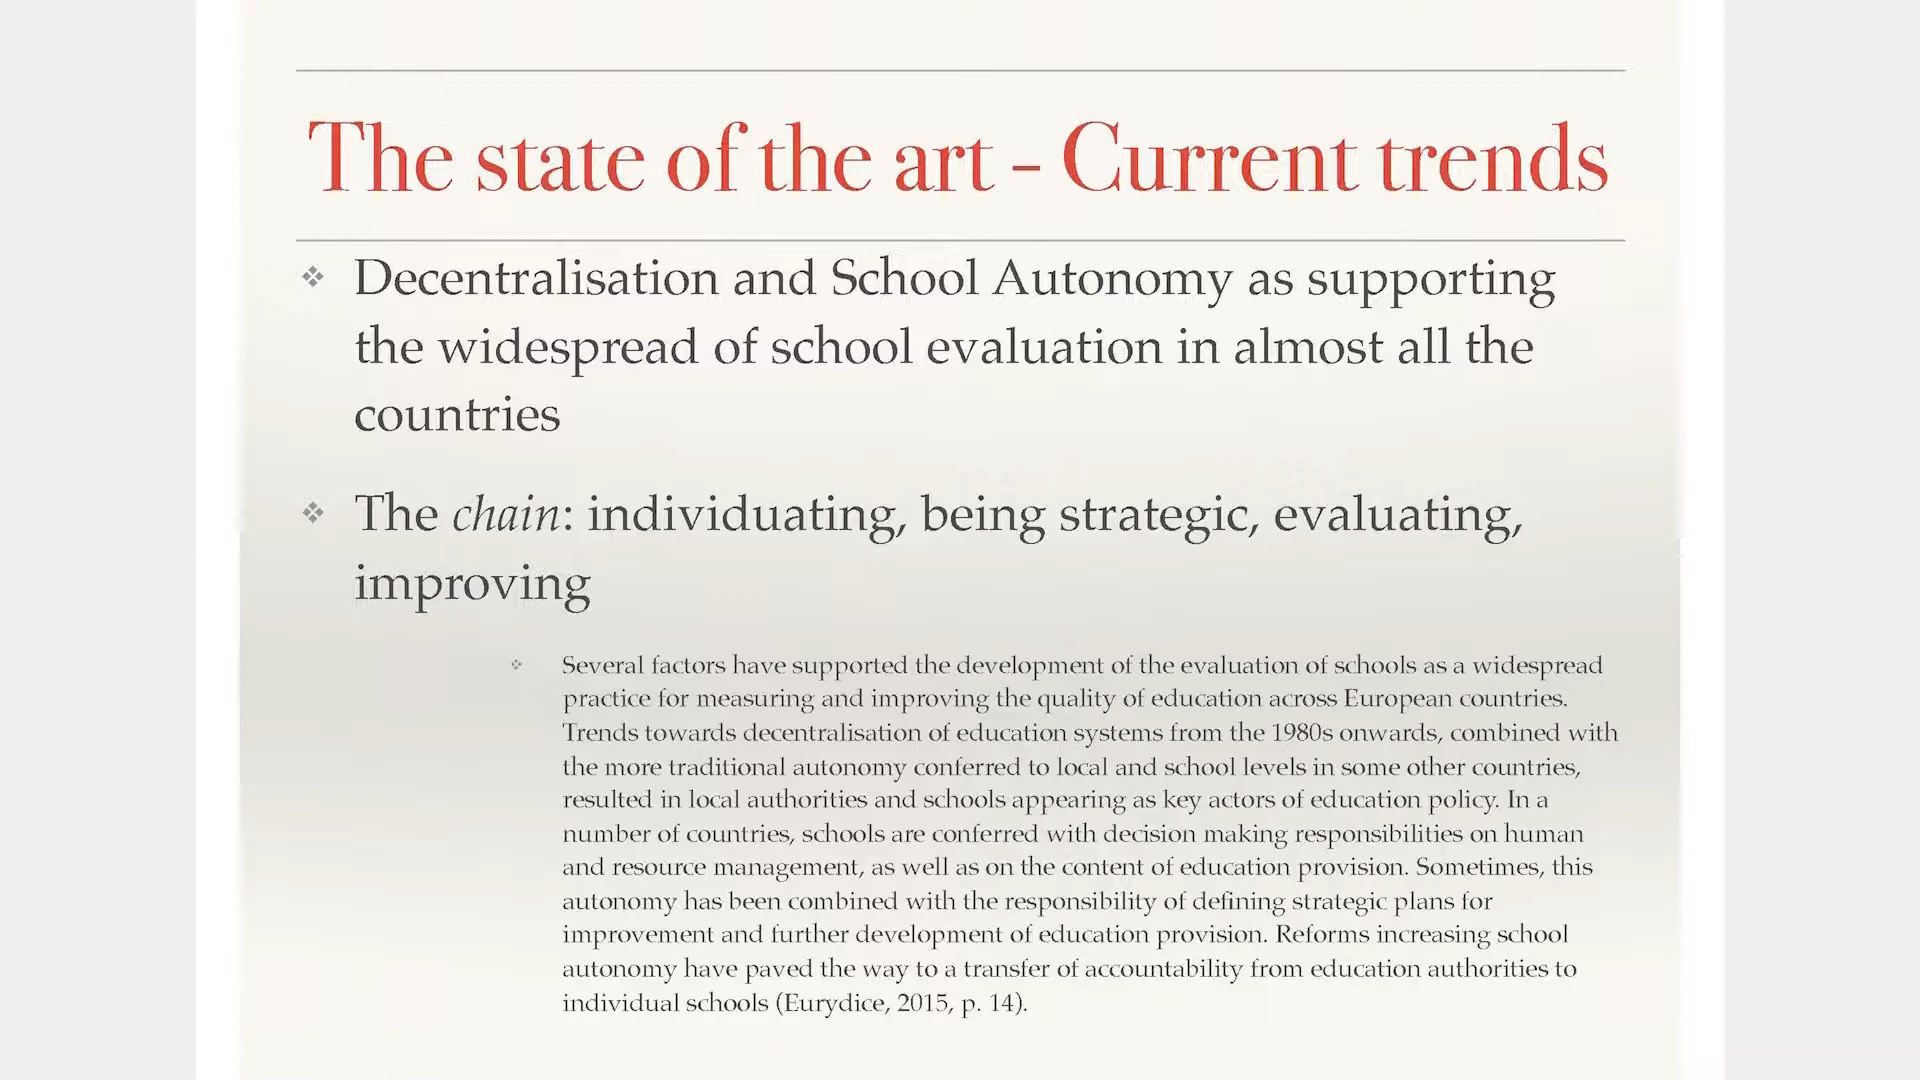 The state of the art - Current trends
Decentralisation and School Autonomy as supporting
the widespread of school evaluation in almost all the
countries
The chain: individuating, being strategic, evaluating,
improving
Several factors have supported the development of the evaluation of schools as a widespread
practice for measuring and improving the quality of education across European countries.
Trends towards decentralisation of education systems from the 1980s onwards, combined with
the more traditional autonomy conferred to local and school levels in some other countries,
resulted in local authorities and schools appearing as key actors of education policy. In a
number of countries, schools are conferred with decision making responsibilities on human
and resource management, as well as on the content of education provision. Sometimes, this
autonomy has been combined with the responsibility of defining strategic plans for
improvement and further development of education provision. Reforms increasing school
autonomy have paved the way to a transfer of accountability from education authorities to
individual schools (Eurydice, 2015, p. 14).